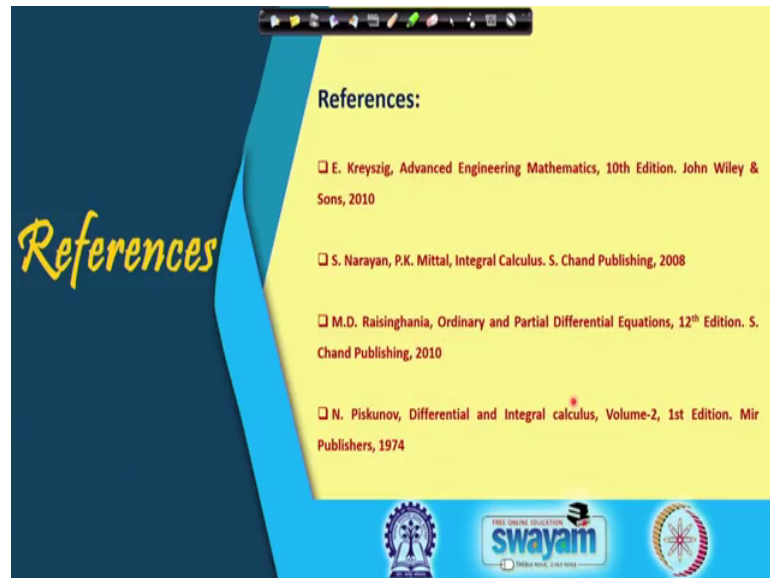 References
References:
❑ E. Kreyszig, Advanced Engineering Mathematics, 10th Edition. John Wiley &
Sons, 2010
❑ S. Narayan, P.K. Mittal, Integral Calculus. S. Chand Publishing, 2008
❑ M.D. Raisinghania, Ordinary and Partial Differential Equations, 12th Edition. S.
Chand Publishing, 2010
❑ N. Piskunov, Differential and Integral calculus, Volume-2, 1st Edition. Mir
Publishers, 1974
FREE ONLINE EDUCATION
swayam